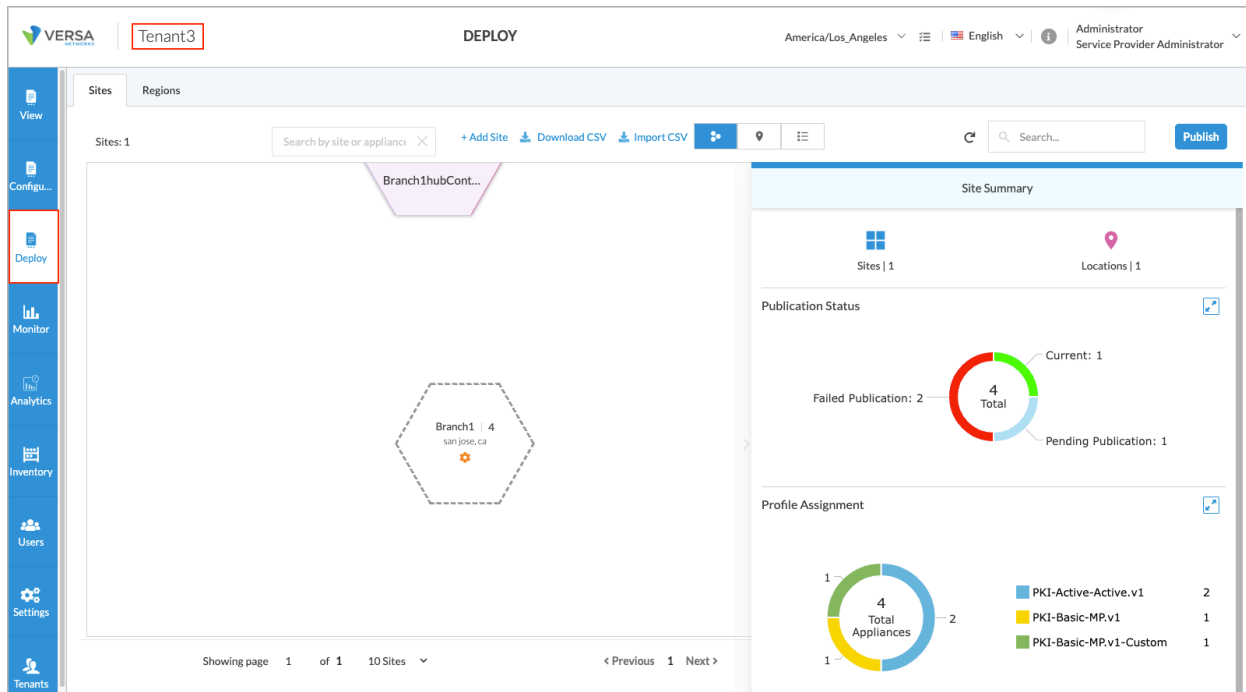 VERSA
NETWORKS
Tenant3
DEPLOY
America/Los_Angeles
English
i
Administrator
Service Provider Administrator
View
Configu...
Deploy
Monitor
Analytics
Inventory
Users
Settings
Tenants
Sites
Regions
Sites: 1
Search by site or applianc
+ Add Site
Download CSV
Import CSV
Search...
Publish
Branch1hubCont...
Branch1 | 4
san jose, ca
Showing page 1 of 1
10 Sites
< Previous 1 Next >
Site Summary
Sites | 1
Locations | 1
Publication Status
Current: 1
Failed Publication: 2
4
Total
Pending Publication: 1
Profile Assignment
1
4
Total
Appliances
2
1
PKI-Active-Active.v1 2
PKI-Basic-MP.v1 1
PKI-Basic-MP.v1-Custom 1